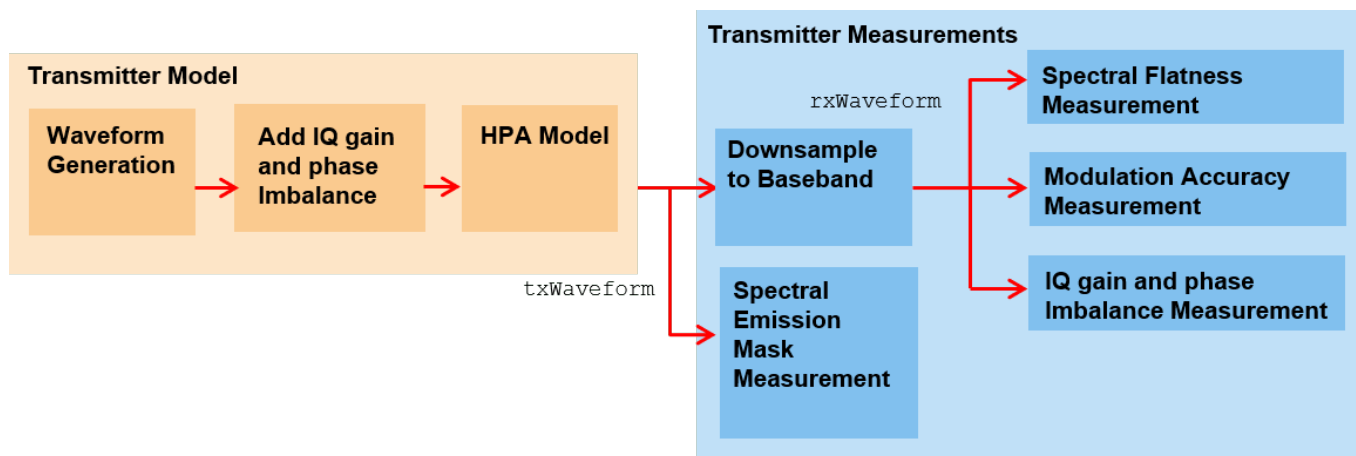 Transmitter Model
Waveform
Generation
Add IQ gain
and phase
Imbalance
HPA Model
txWaveform
Transmitter Measurements
rxWaveform
Downsample
to Baseband
Spectral
Emission
Mask
Measurement
Spectral Flatness
Measurement
Modulation Accuracy
Measurement
IQ gain and phase
Imbalance Measurement